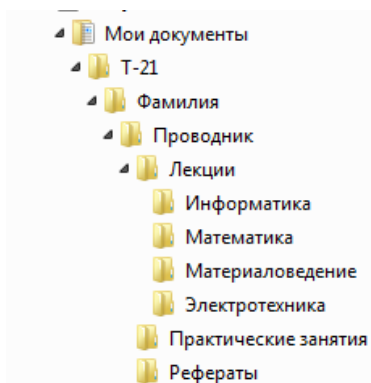 Мои документы
Т-21
Фамилия
Проводник
Лекции
Информатика
Математика
Материаловедение
Электротехника
Практические занятия
Рефераты